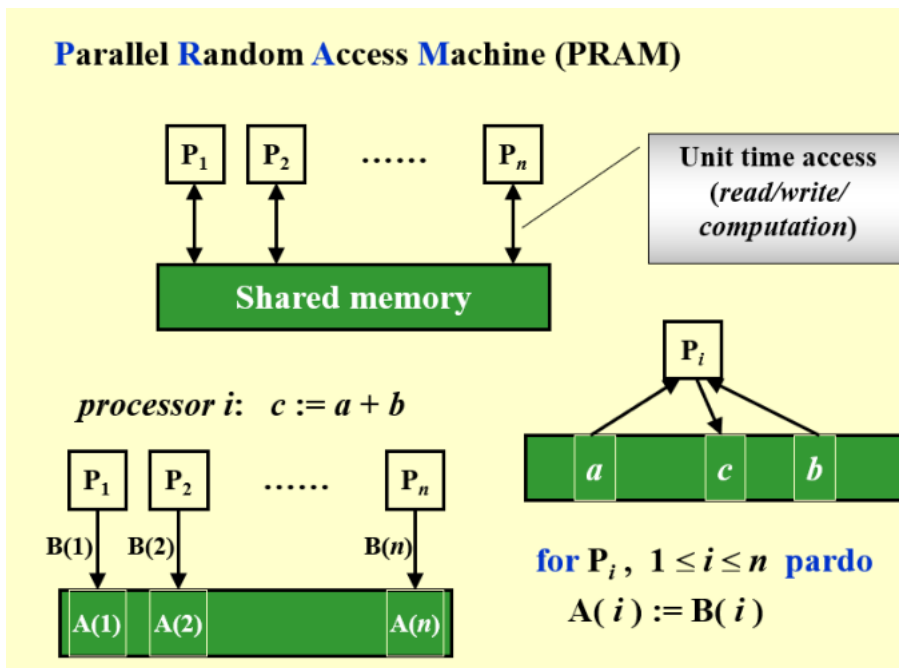 Parallel Random Access Machine (PRAM)
P₁ P₂ …… Pₙ
Unit time access
(read/write/
computation)
Shared memory
Pᵢ
processor i: c := a + b
a c b
P₁ P₂ …… Pₙ
B(1) B(2) B(n)
A(1) A(2) A(n)
for Pᵢ , 1 ≤ i ≤ n pardo
A( i ) := B( i )